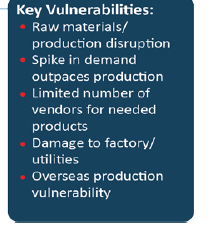 Key Vulnerabilities:
• Raw materials/
production disruption
• Spike in demand
outpaces production
• Limited number of
vendors for needed
products
• Damage to factory/
utilities
• Overseas production
vulnerability